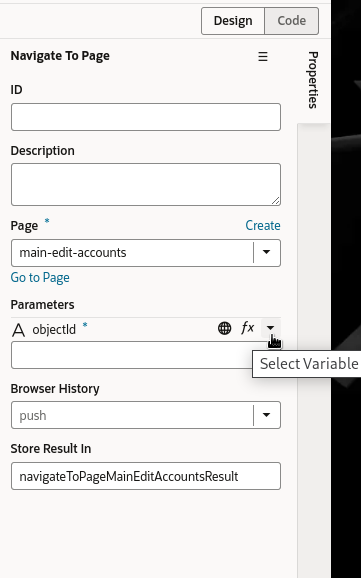 Design Code
Navigate To Page
Properties
ID
Description
Page * Create
main-edit-accounts
Go to Page
Parameters
A objectId * fx
Select Variable
Browser History
push
Store Result In
navigateToPageMainEditAccountsResult